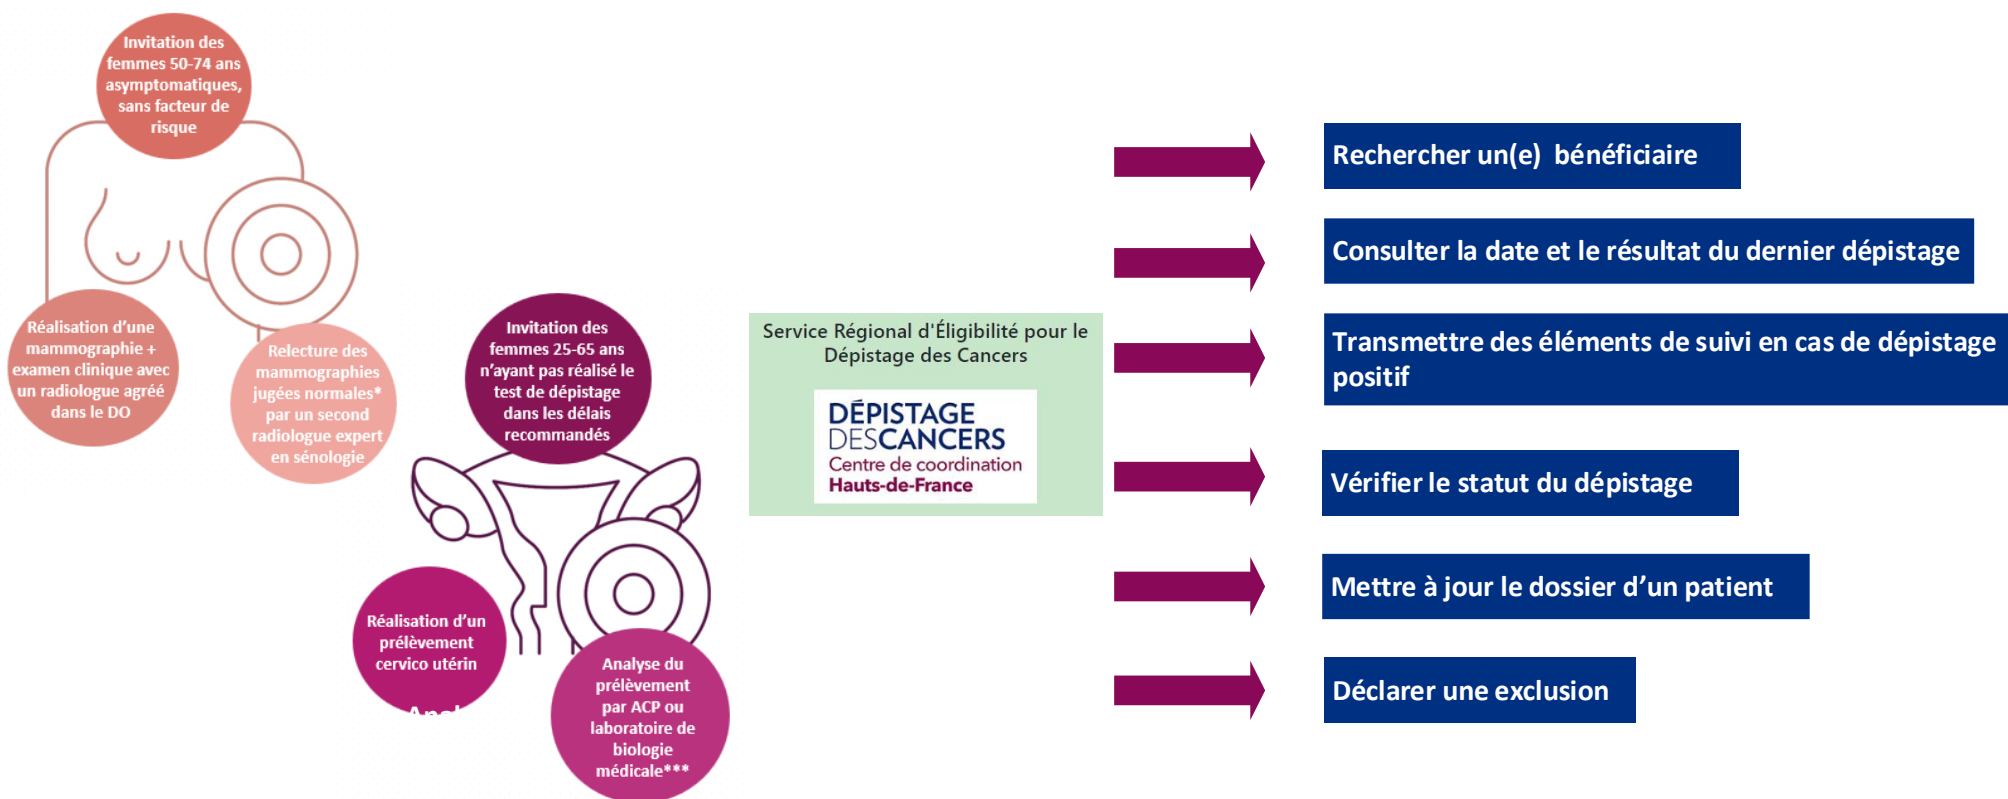 Invitation des
femmes 50-74 ans
asymptomatiques,
sans facteur de
risque
Réalisation d’une
mammographie +
examen clinique avec
un radiologue agréé
dans le DO
Relecture des
mammographies
jugées normales*
par un second
radiologue expert
en sénologie
Invitation des
femmes 25-65 ans
n’ayant pas réalisé le
test de dépistage
dans les délais
recommandés
Réalisation d’un
prélèvement
cervico utérin
Analyse du
prélèvement
par ACP ou
laboratoire de
biologie
médicale***
Service Régional d'Éligibilité pour le
Dépistage des Cancers
DÉPISTAGE
DESCANCERS
Centre de coordination
Hauts-de-France
Rechercher un(e) bénéficiaire
Consulter la date et le résultat du dernier dépistage
Transmettre des éléments de suivi en cas de dépistage
positif
Vérifier le statut du dépistage
Mettre à jour le dossier d’un patient
Déclarer une exclusion